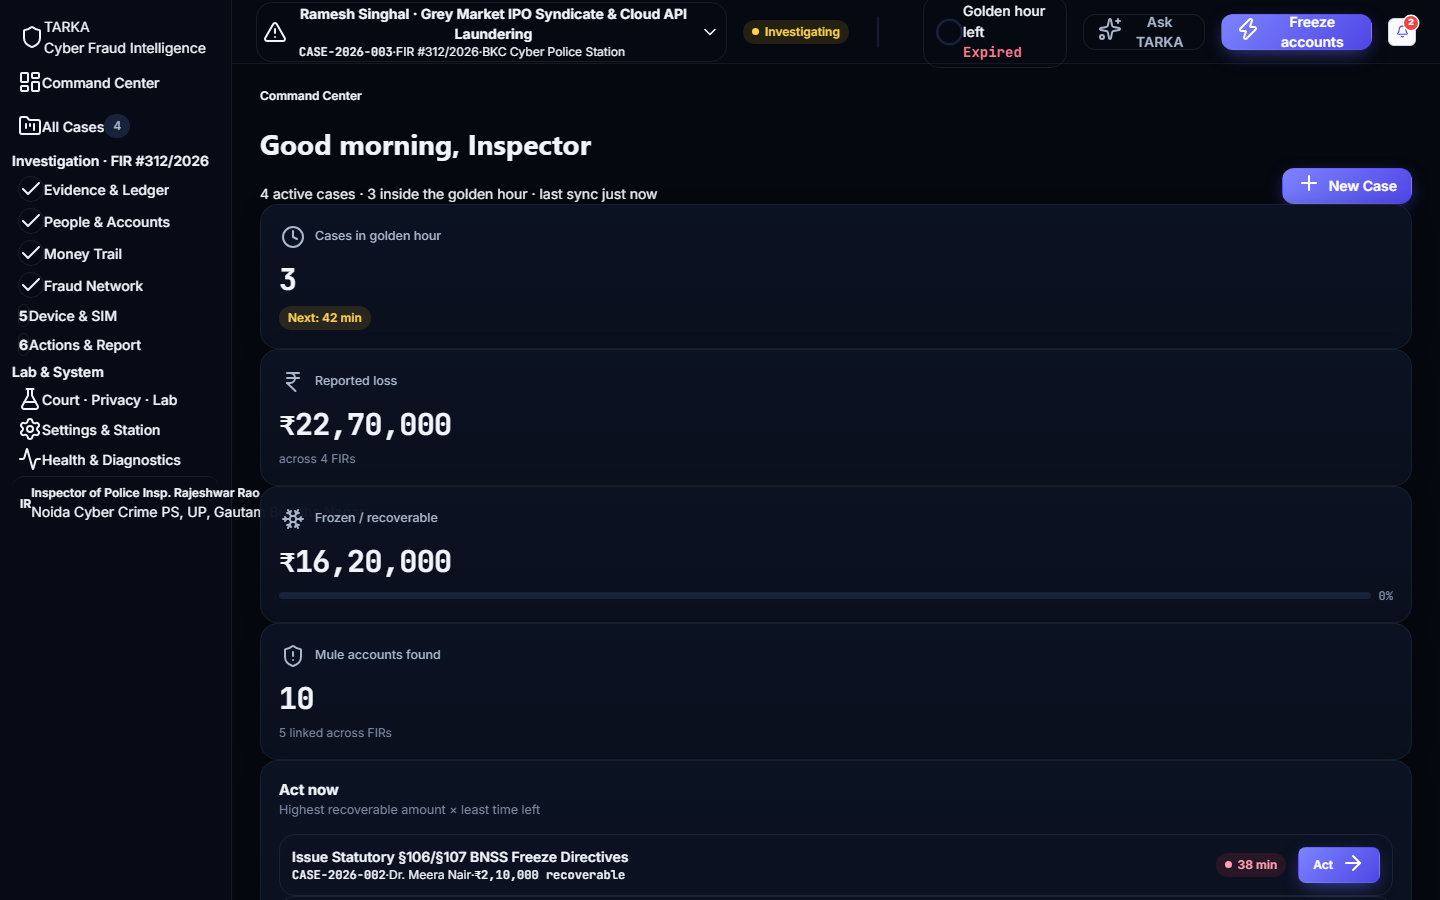 TARKA
Cyber Fraud Intelligence
Command Center
All Cases 4
Investigation · FIR #312/2026
Evidence & Ledger
People & Accounts
Money Trail
Fraud Network
5 Device & SIM
6 Actions & Report
Lab & System
Court · Privacy · Lab
Settings & Station
Health & Diagnostics
IR
Inspector of Police Insp. Rajeshwar Rao
Noida Cyber Crime PS, UP, Gautam
Ramesh Singhal · Grey Market IPO Syndicate & Cloud API
Laundering
CASE-2026-003·FIR #312/2026·BKC Cyber Police Station
Investigating
Golden hour
left
Expired
Ask
TARKA
Freeze
accounts
2
Command Center
Good morning, Inspector
4 active cases · 3 inside the golden hour · last sync just now
New Case
Cases in golden hour
3
Next: 42 min
Reported loss
₹22,70,000
across 4 FIRs
Frozen / recoverable
₹16,20,000
0%
Mule accounts found
10
5 linked across FIRs
Act now
Highest recoverable amount × least time left
Issue Statutory §106/§107 BNSS Freeze Directives
CASE-2026-002·Dr. Meera Nair·₹2,10,000 recoverable
38 min
Act